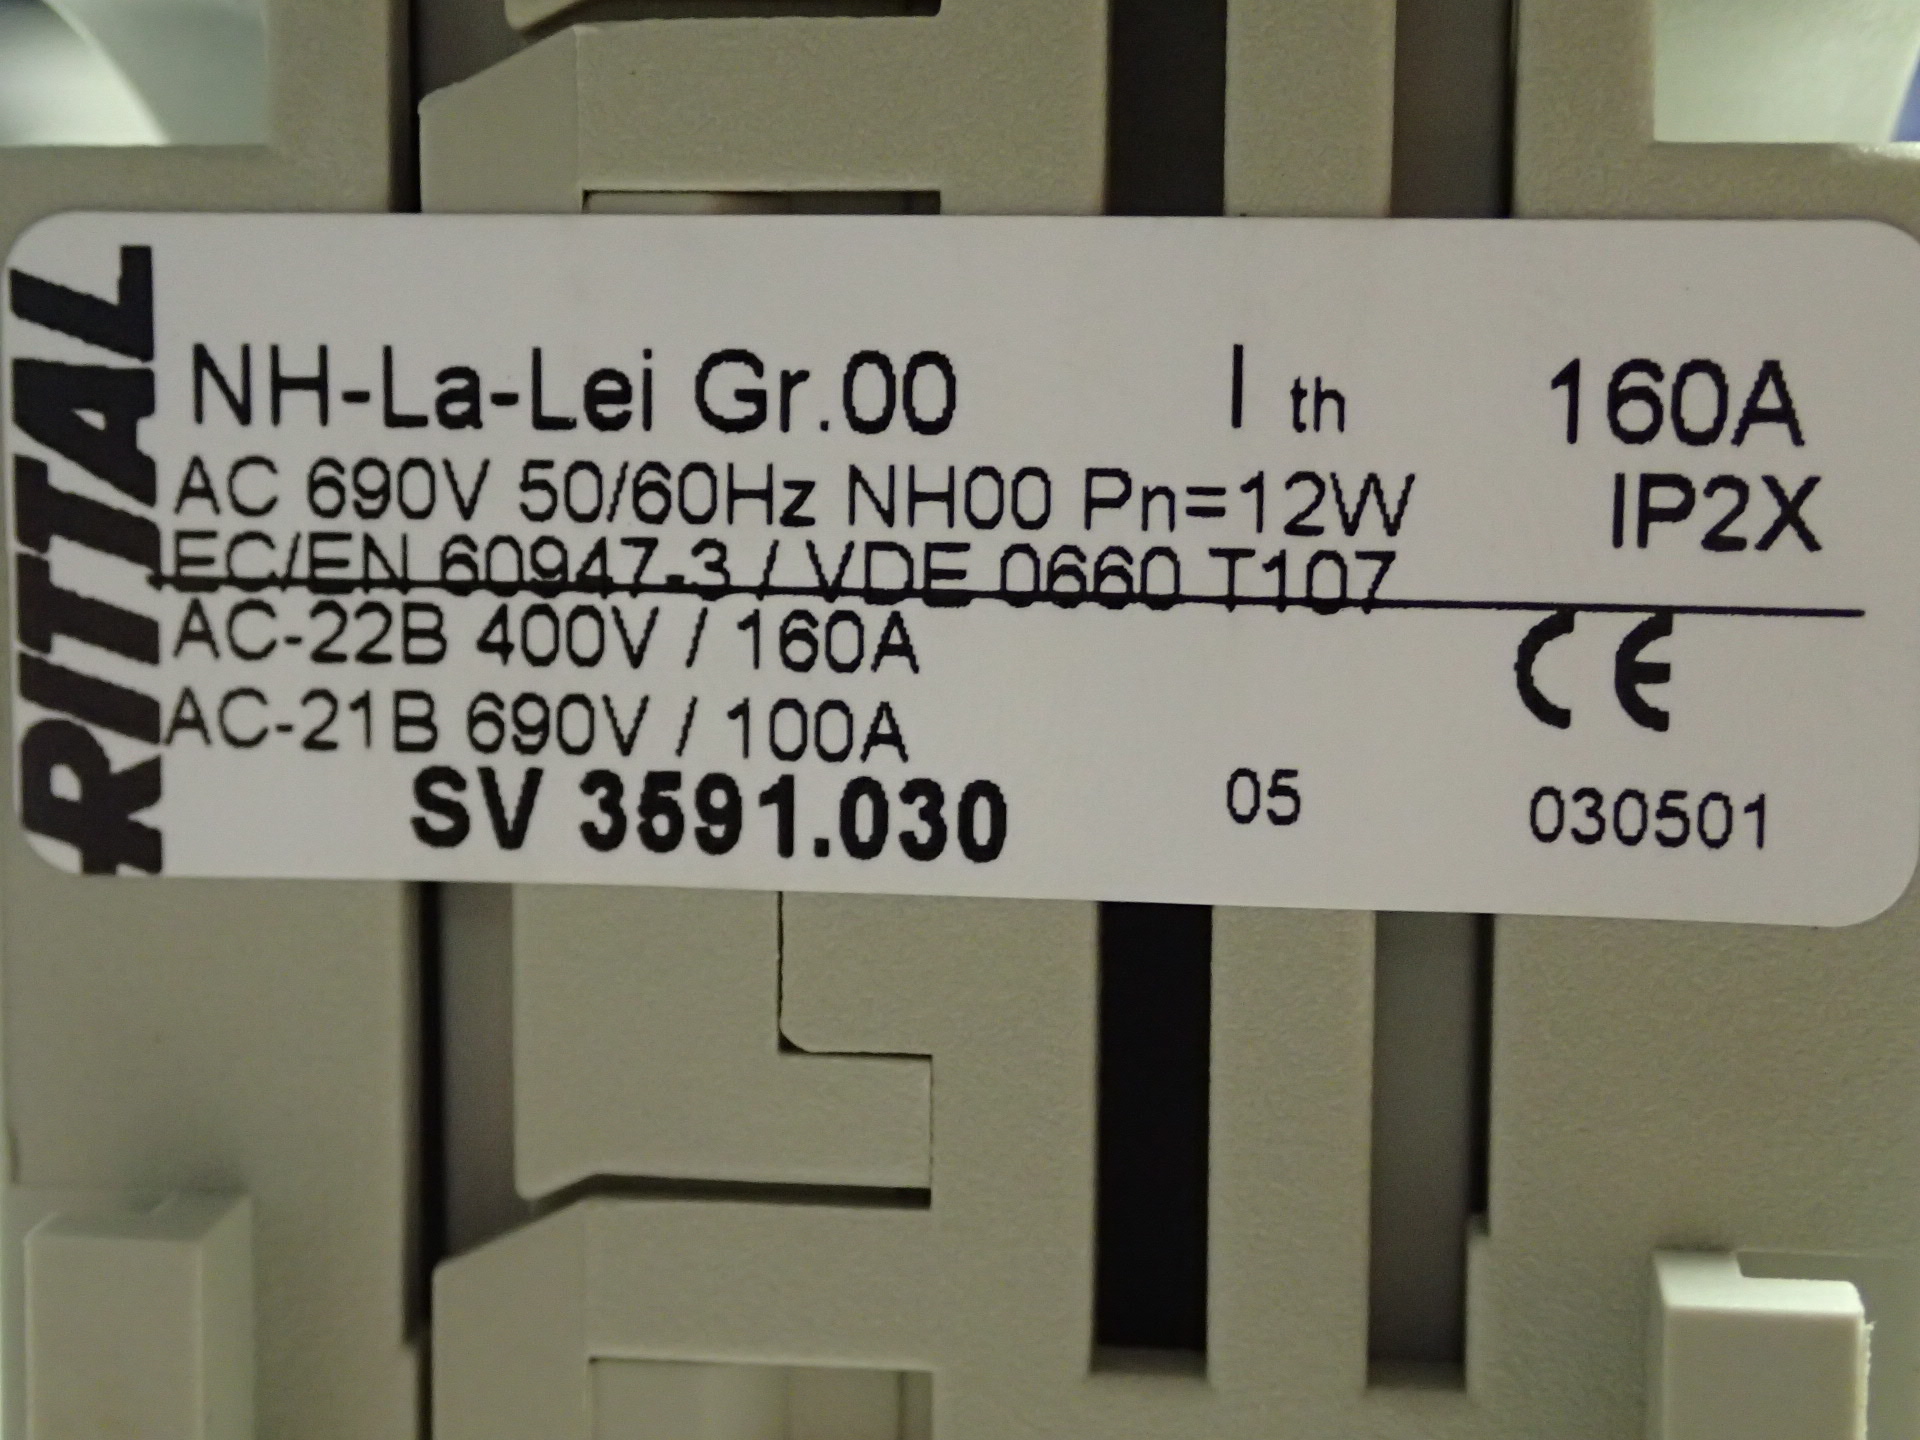 RITTAL
NH-La-Lei Gr.00 I th 160A
AC 690V 50/60Hz NH00 Pn=12W IP2X
EC/EN 60947-3 / VDE 0660 T107
AC-22B 400V / 160A CE
AC-21B 690V / 100A
SV 3591.030 05 030501